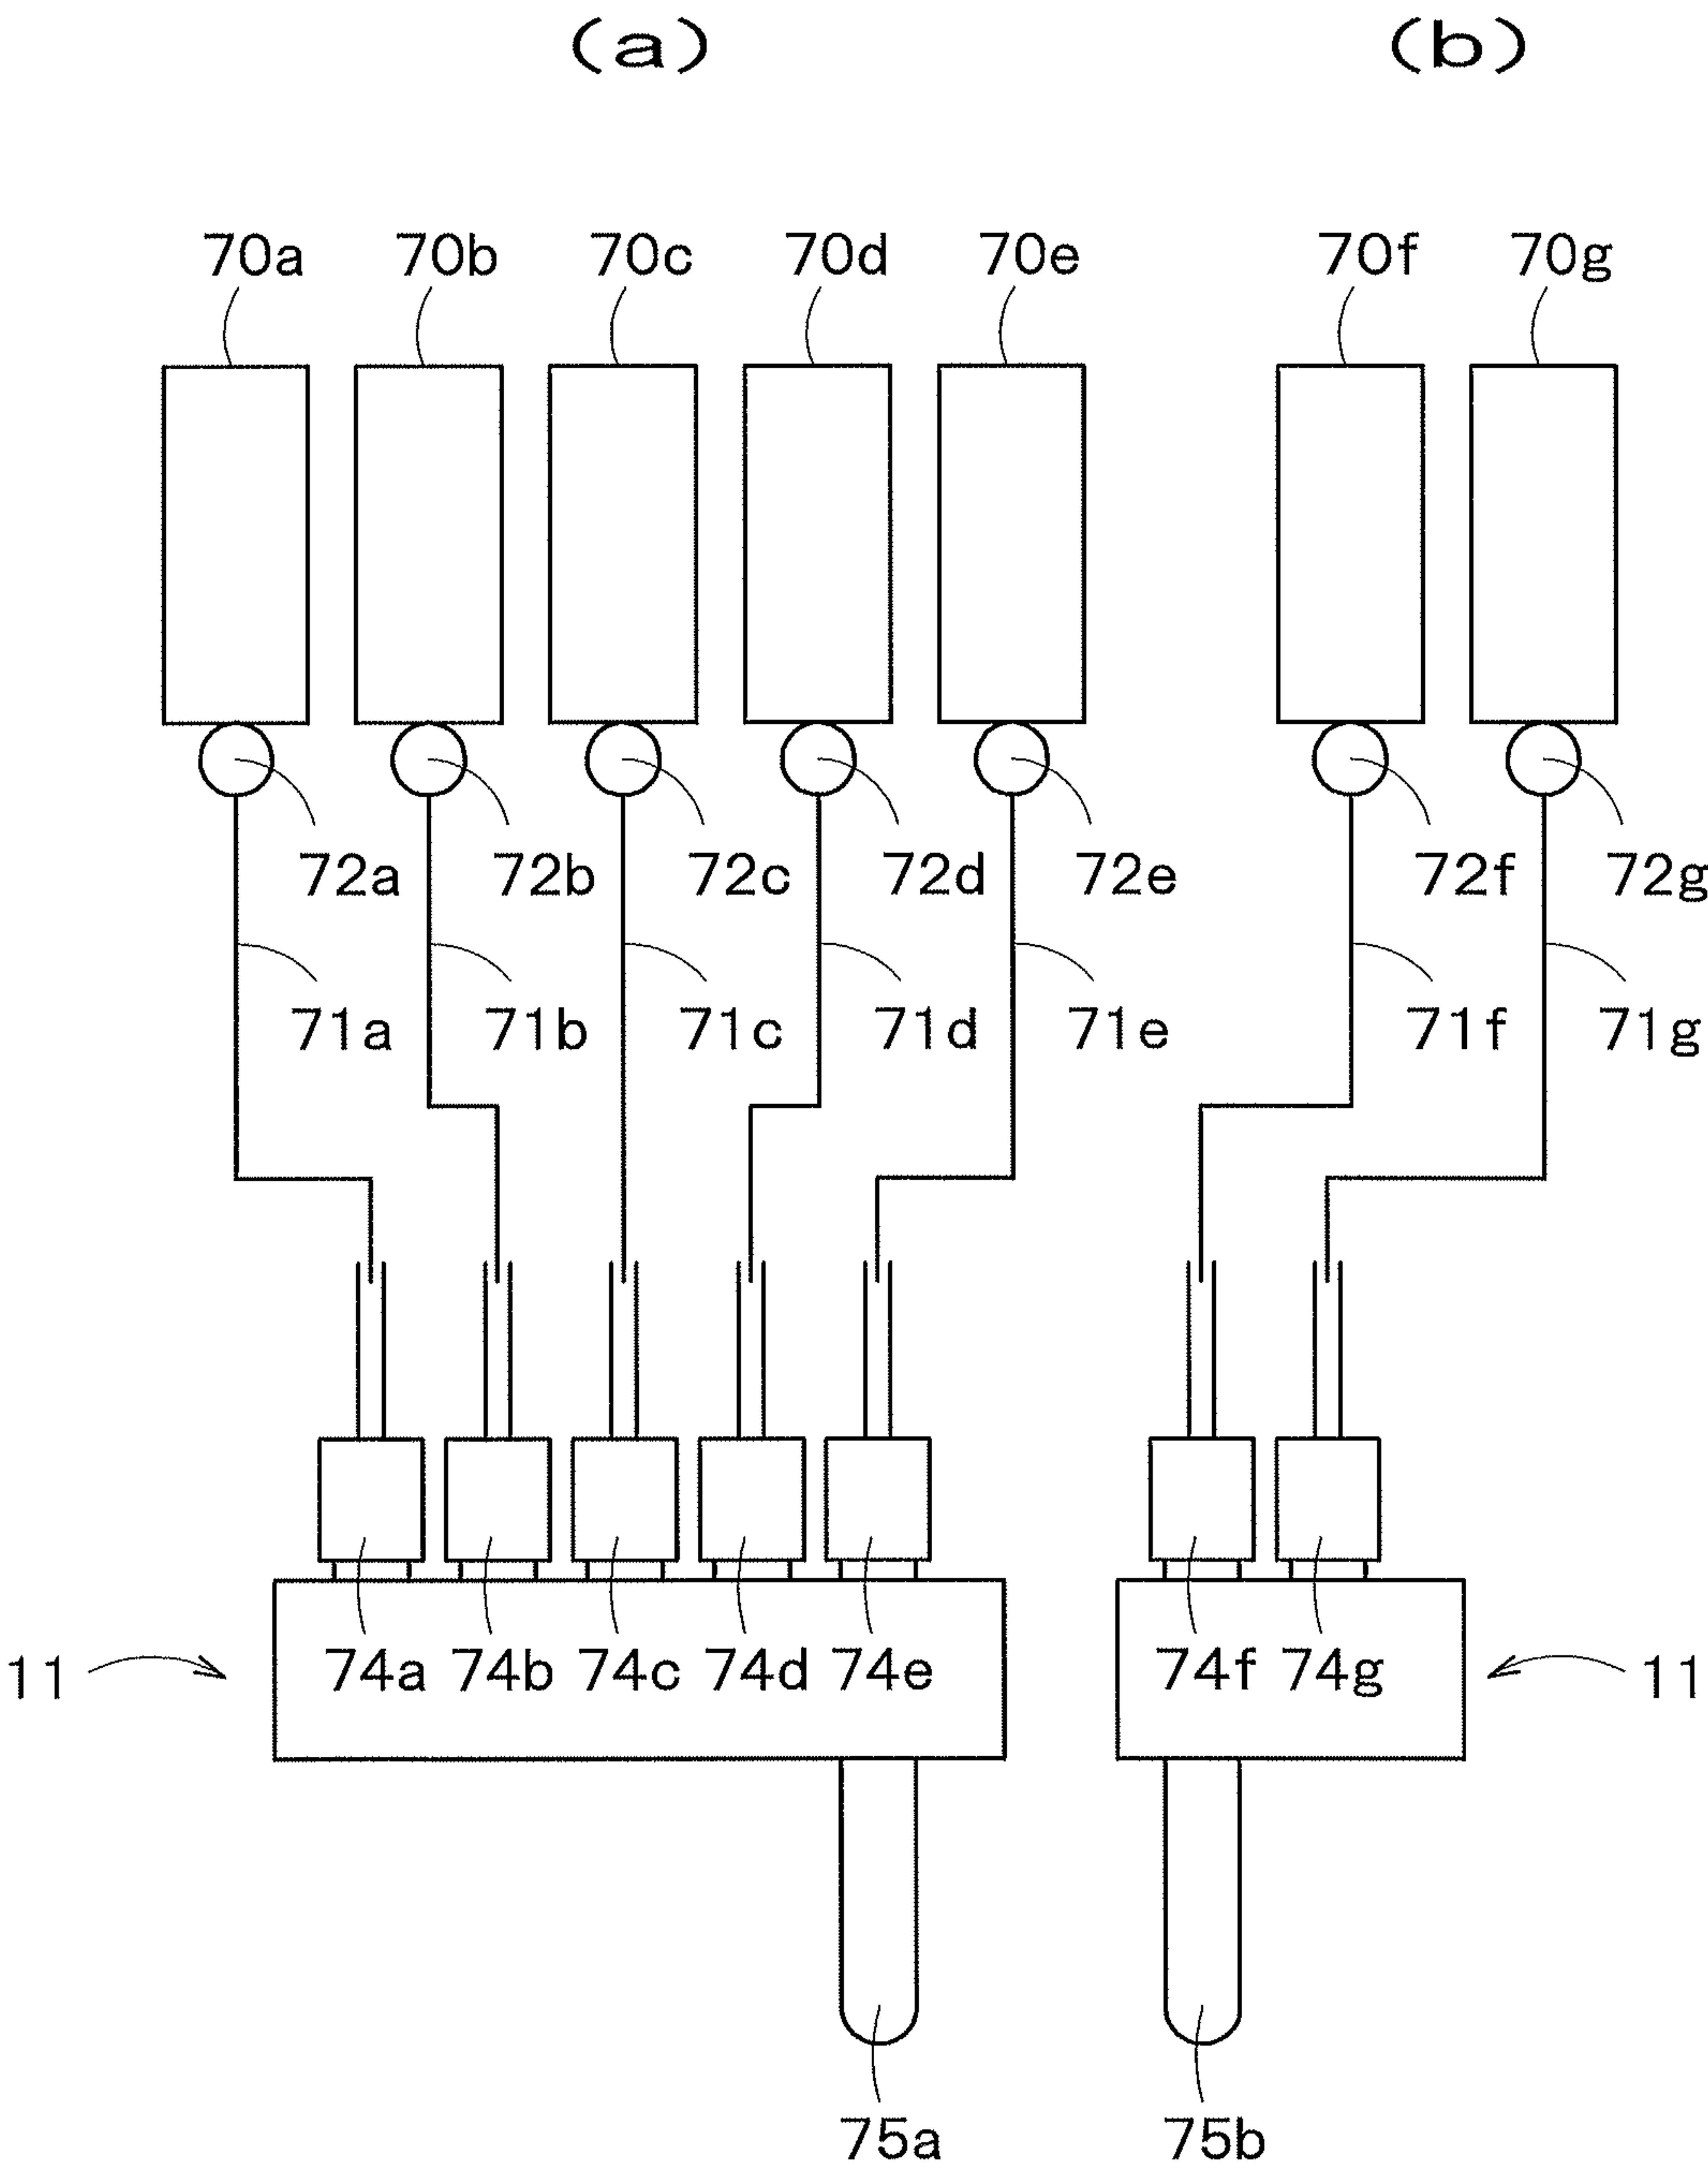 (a) (b)
70a 70b 70c 70d 70e 70f 70g
72a 72b 72c 72d 72e 72f 72g
71a 71b 71c 71d 71e 71f 71g
11 74a 74b 74c 74d 74e 74f 74g 11
75a 75b